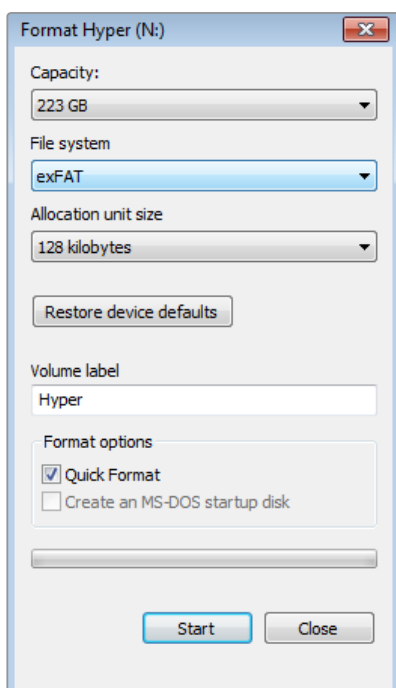 Format Hyper (N:)
Capacity:
223 GB
File system
exFAT
Allocation unit size
128 kilobytes
Restore device defaults
Volume label
Hyper
Format options
Quick Format
Create an MS-DOS startup disk
Start Close